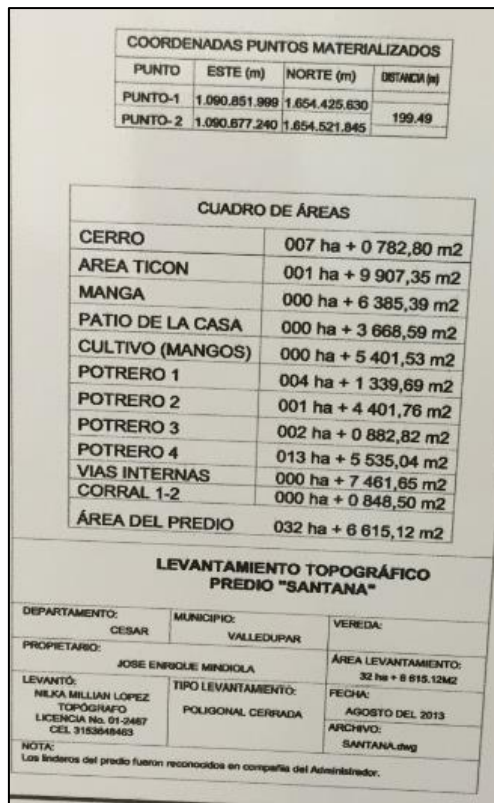 COORDENADAS PUNTOS MATERIALIZADOS
PUNTO ESTE (m) NORTE (m) DISTANCIA (m)
PUNTO-1 1.090.851.999 1.654.425.630
199.49
PUNTO-2 1.090.677.240 1.654.521.845
CUADRO DE ÁREAS
CERRO 007 ha + 0 782,80 m2
AREA TICON 001 ha + 9 907,35 m2
MANGA 000 ha + 6 385,39 m2
PATIO DE LA CASA 000 ha + 3 668,59 m2
CULTIVO (MANGOS) 000 ha + 5 401,53 m2
POTRERO 1 004 ha + 1 339,69 m2
POTRERO 2 001 ha + 4 401,76 m2
POTRERO 3 002 ha + 0 882,82 m2
POTRERO 4 013 ha + 5 535,04 m2
VIAS INTERNAS 000 ha + 7 461,65 m2
CORRAL 1-2 000 ha + 0 848,50 m2
ÁREA DEL PREDIO 032 ha + 6 615,12 m2
LEVANTAMIENTO TOPOGRÁFICO
PREDIO "SANTANA"
DEPARTAMENTO: MUNICIPIO: VEREDA:
CESAR VALLEDUPAR
PROPIETARIO: ÁREA LEVANTAMIENTO:
JOSE ENRIQUE MINDIOLA 32 ha + 6 615.12M2
LEVANTÓ: TIPO LEVANTAMIENTO: FECHA:
NILKA MILLIAN LOPEZ
TOPÓGRAFO POLIGONAL CERRADA AGOSTO DEL 2013
LICENCIA No. 01-2467 ARCHIVO:
CEL 3153648463 SANTANA.dwg
NOTA:
Los linderos del predio fueron reconocidos en compañía del Administrador.